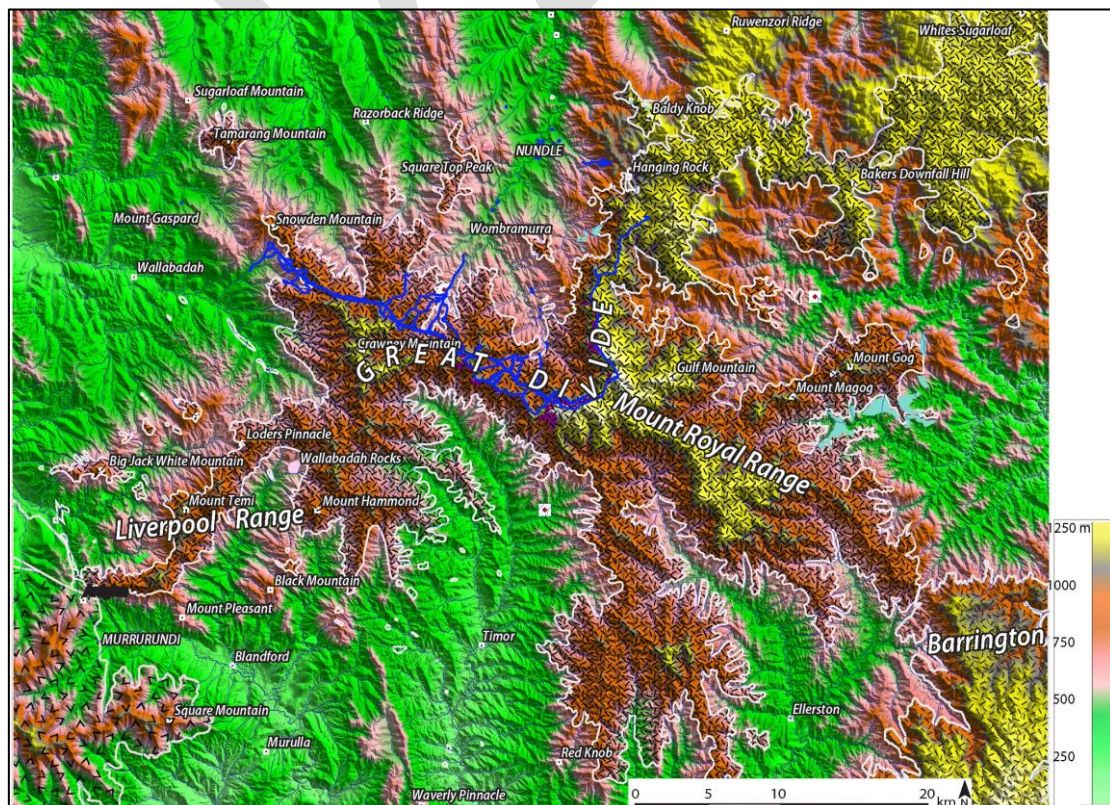 Ruwenzori Ridge
Whites Sugarloaf
Sugarloaf Mountain
Baldy Knob
Razorback Ridge
Tamarang Mountain
NUNDLE
Square Top Peak
Hanging Rock
Bakers Downfall Hill
Mount Gaspard
Snowden Mountain
Wombramurra
Wallabadah
GREAT DIVIDE
Crawney Mountain
Mount Gog
Gulf Mountain
Mount Magog
Mount Royal Range
Loders Pinnacle
Big Jack White Mountain
Wallabadah Rocks
Mount Temi
Mount Hammond
Liverpool Range
Black Mountain
Mount Pleasant
MURRURUNDI
Timor
Blandford
Barrington
Square Mountain
Ellerston
Murulla
Red Knob
Waverly Pinnacle
1250 m
1000
750
500
250
0 5 10 20
km N